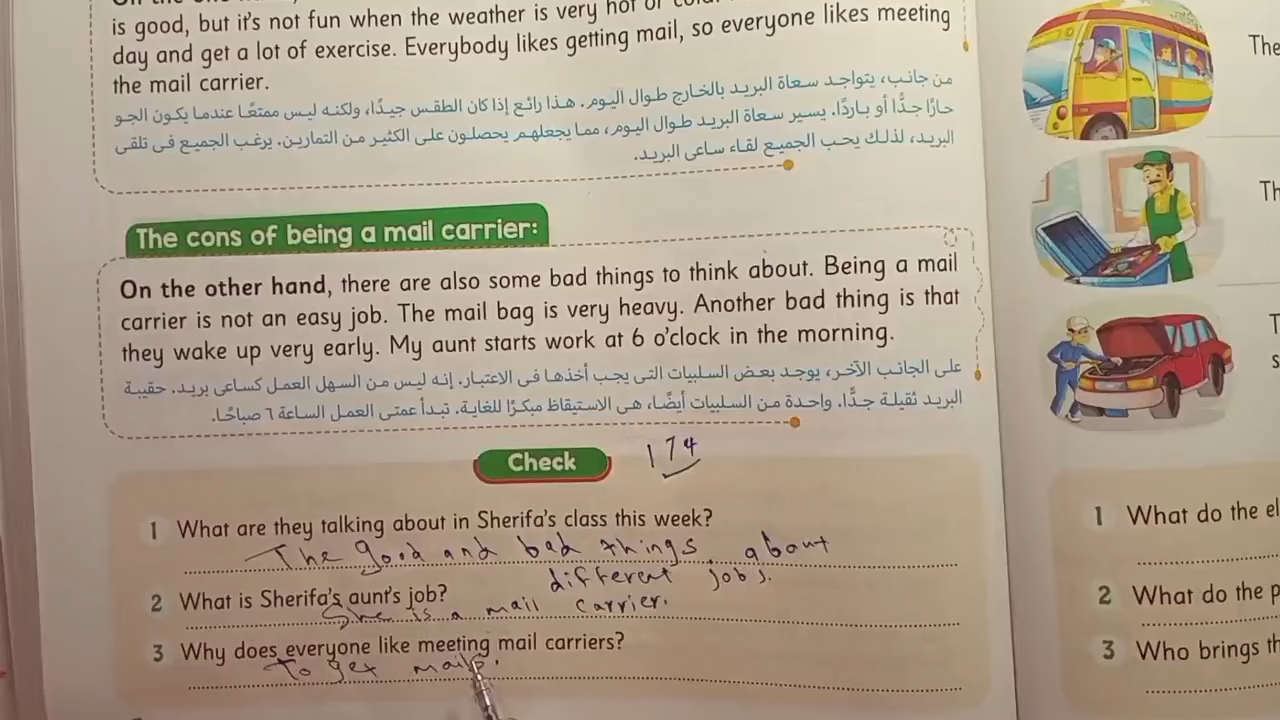 is good, but it's not fun when the weather is very hot or
day and get a lot of exercise. Everybody likes getting mail, so everyone likes meeting
the mail carrier.
من جانب، يتواجد سعاة البريد بالخارج طوال اليوم. هذا رائع إذا كان الطقس جيدًا، ولكنه ليس ممتعًا عندما يكون الجو
حارًا جدًّا أو باردًا. يسير سعاة البريد طوال اليوم، مما يجعلهم يحصلون على الكثير من التمارين. يرغب الجميع فى تلقى
البريد، لذلك يحب الجميع لقاء ساعى البريد.
The cons of being a mail carrier:
On the other hand, there are also some bad things to think about. Being a mail
carrier is not an easy job. The mail bag is very heavy. Another bad thing is that
they wake up very early. My aunt starts work at 6 o'clock in the morning.
على الجانب الآخر، يوجد بعض السلبيات التى يجب أخذها فى الاعتبار. إنه ليس من السهل العمل كساعى بريد. حقيبة
البريد ثقيلة جدًّا. واحدة من السلبيات أيضًا، هى الاستيقاظ مبكرًا للغاية. تبدأ عمتى العمل الساعة ٦ صباحًا.
Check
174
1 What are they talking about in Sherifa's class this week?
The good and bad things about
different jobs.
2 What is Sherifa's aunt's job?
She is a mail carrier.
3 Why does everyone like meeting mail carriers?
To get mails.
The
Th
T
s
1 What do the el
2 What do the p
3 Who brings th